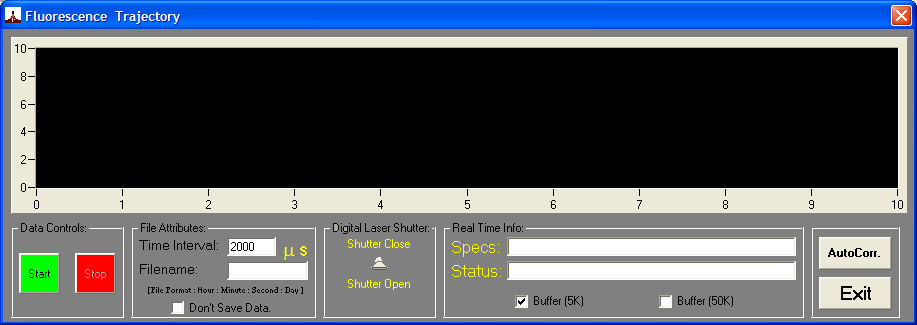 Fluorescence Trajectory
10
8
6
4
2
0
0 1 2 3 4 5 6 7 8 9 10
Data Controls:
Start Stop
File Attributes:
Time Interval: 2000 μ s
Filename:
[File Format : Hour : Minute : Second : Day ]
Don't Save Data.
Digital Laser Shutter:
Shutter Close
Shutter Open
Real Time Info:
Specs:
Status:
Buffer (5K) Buffer (50K)
AutoCorr.
Exit